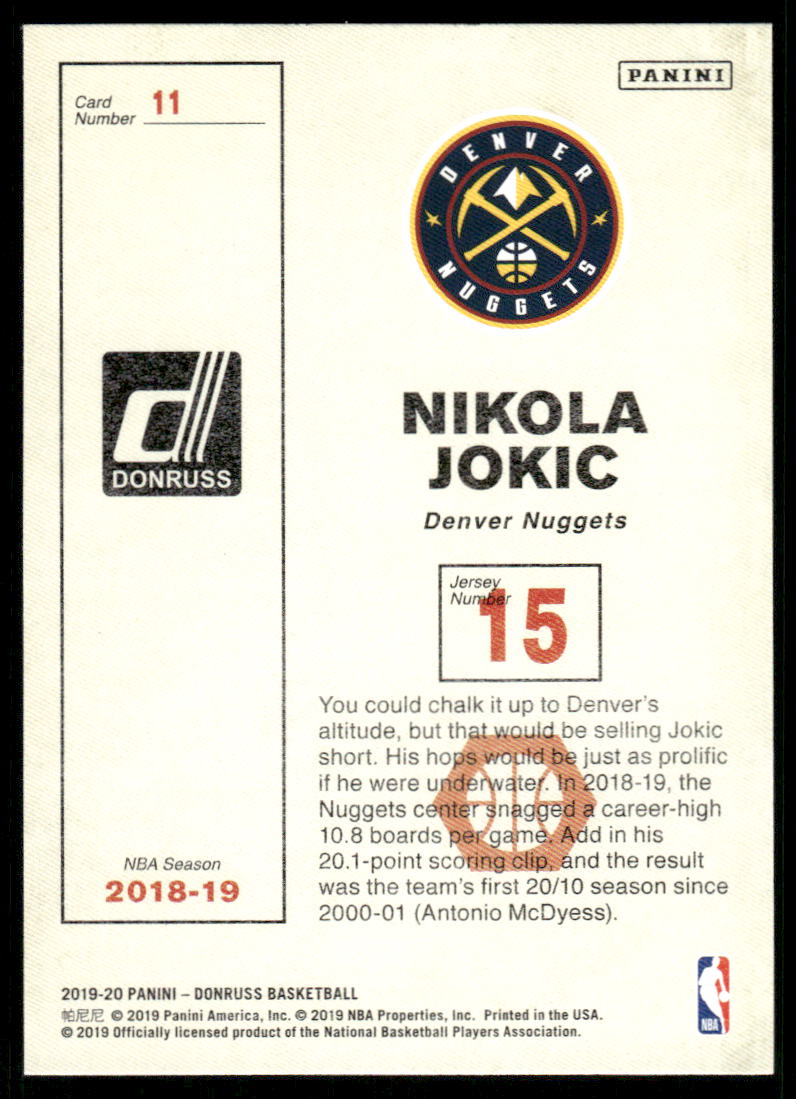 Card
Number 11
PANINI
DENVER
NUGGETS
DONRUSS
NIKOLA
JOKIC
Denver Nuggets
Jersey
Number
15
You could chalk it up to Denver's
altitude, but that would be selling Jokic
short. His hops would be just as prolific
if he were underwater. In 2018-19, the
Nuggets center snagged a career-high
10.8 boards per game. Add in his
20.1-point scoring clip, and the result
was the team's first 20/10 season since
2000-01 (Antonio McDyess).
NBA Season
2018-19
2019-20 PANINI – DONRUSS BASKETBALL
帕尼尼 © 2019 Panini America, Inc. © 2019 NBA Properties, Inc. Printed in the USA.
© 2019 Officially licensed product of the National Basketball Players Association.
NBA